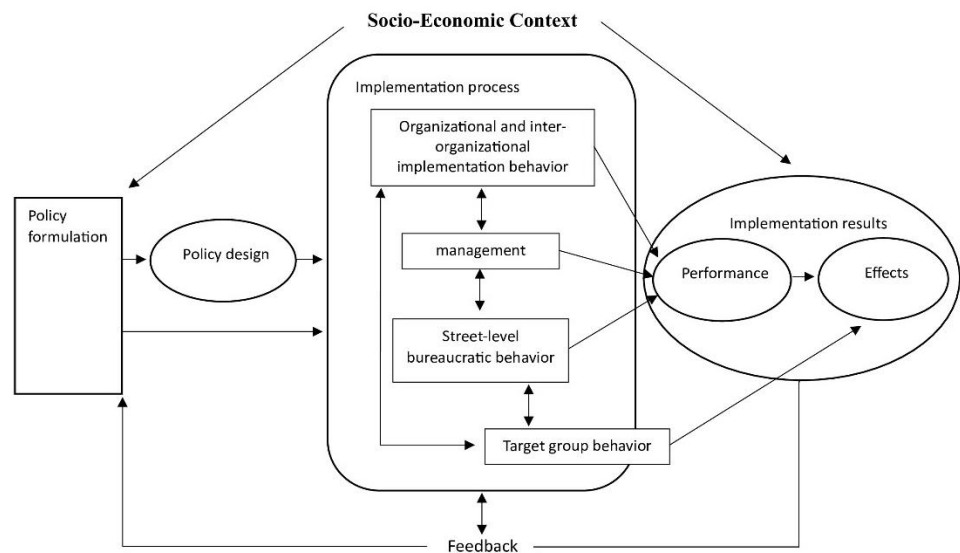 Socio-Economic Context
Implementation process
Organizational and inter-
organizational
implementation behavior
Policy
formulation
Policy design
management
Implementation results
Performance
Effects
Street-level
bureaucratic behavior
Target group behavior
Feedback